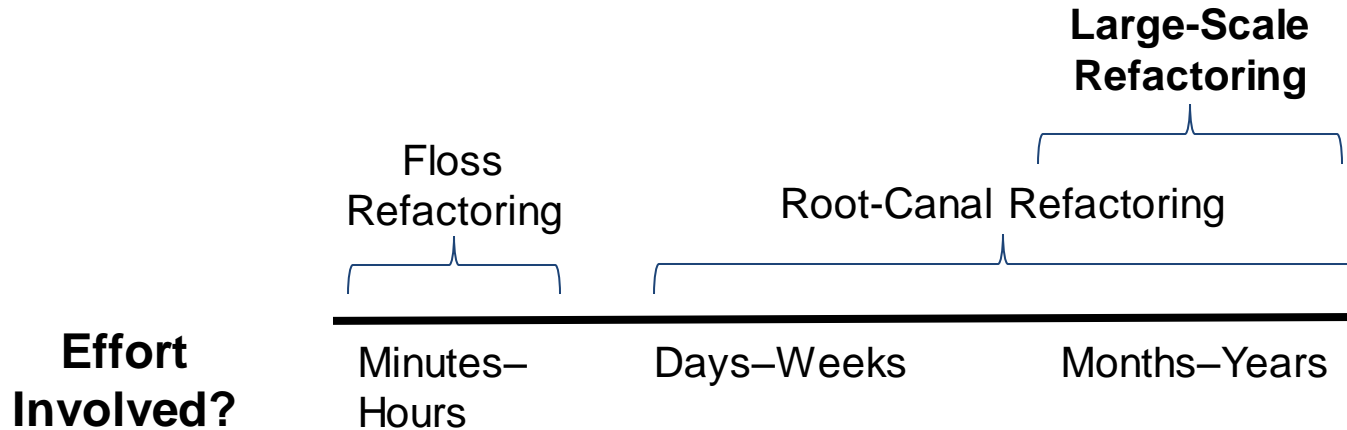 Large-Scale
Refactoring
Floss
Refactoring
Root-Canal Refactoring
Effort
Involved?
Minutes–
Hours
Days–Weeks
Months–Years